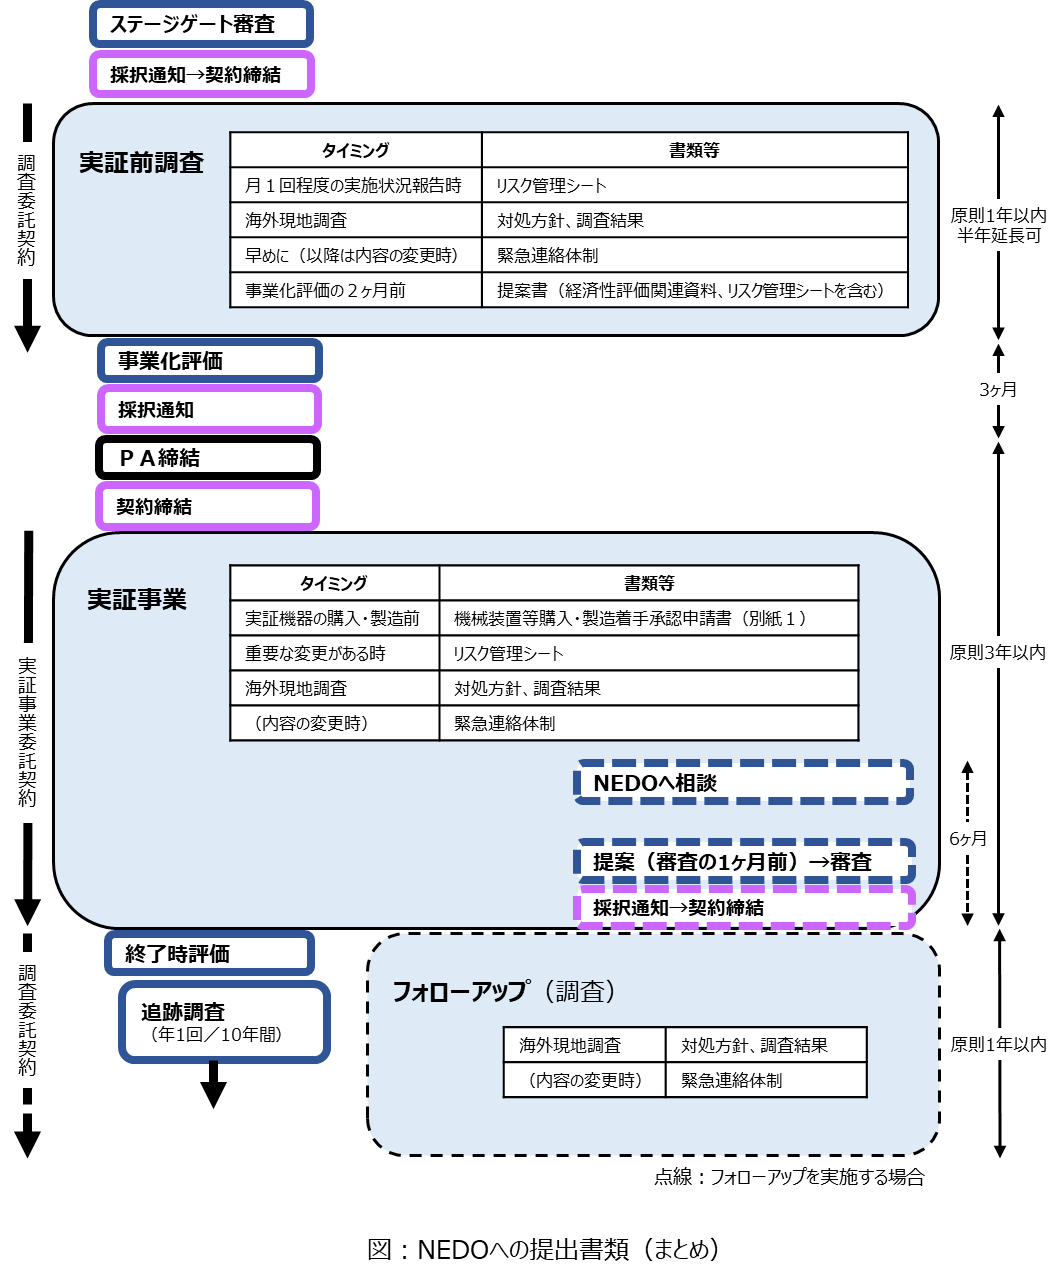 ステージゲート審査
採択通知→契約締結
調査委託契約
実証前調査
タイミング 書類等
月１回程度の実施状況報告時 リスク管理シート
海外現地調査 対処方針、調査結果
早めに（以降は内容の変更時） 緊急連絡体制
事業化評価の２ヶ月前 提案書（経済性評価関連資料、リスク管理シートを含む）
原則1年以内
半年延長可
事業化評価
採択通知
ＰＡ締結
契約締結
3ヶ月
実証事業委託契約
実証事業
タイミング 書類等
実証機器の購入・製造前 機械装置等購入・製造着手承認申請書（別紙１）
重要な変更がある時 リスク管理シート
海外現地調査 対処方針、調査結果
（内容の変更時） 緊急連絡体制
原則3年以内
NEDOへ相談
提案（審査の1ヶ月前）→審査
採択通知→契約締結
6ヶ月
調査委託契約
終了時評価
追跡調査
（年1回／10年間）
フォローアップ（調査）
海外現地調査 対処方針、調査結果
（内容の変更時） 緊急連絡体制
原則1年以内
点線：フォローアップを実施する場合
図：NEDOへの提出書類（まとめ）